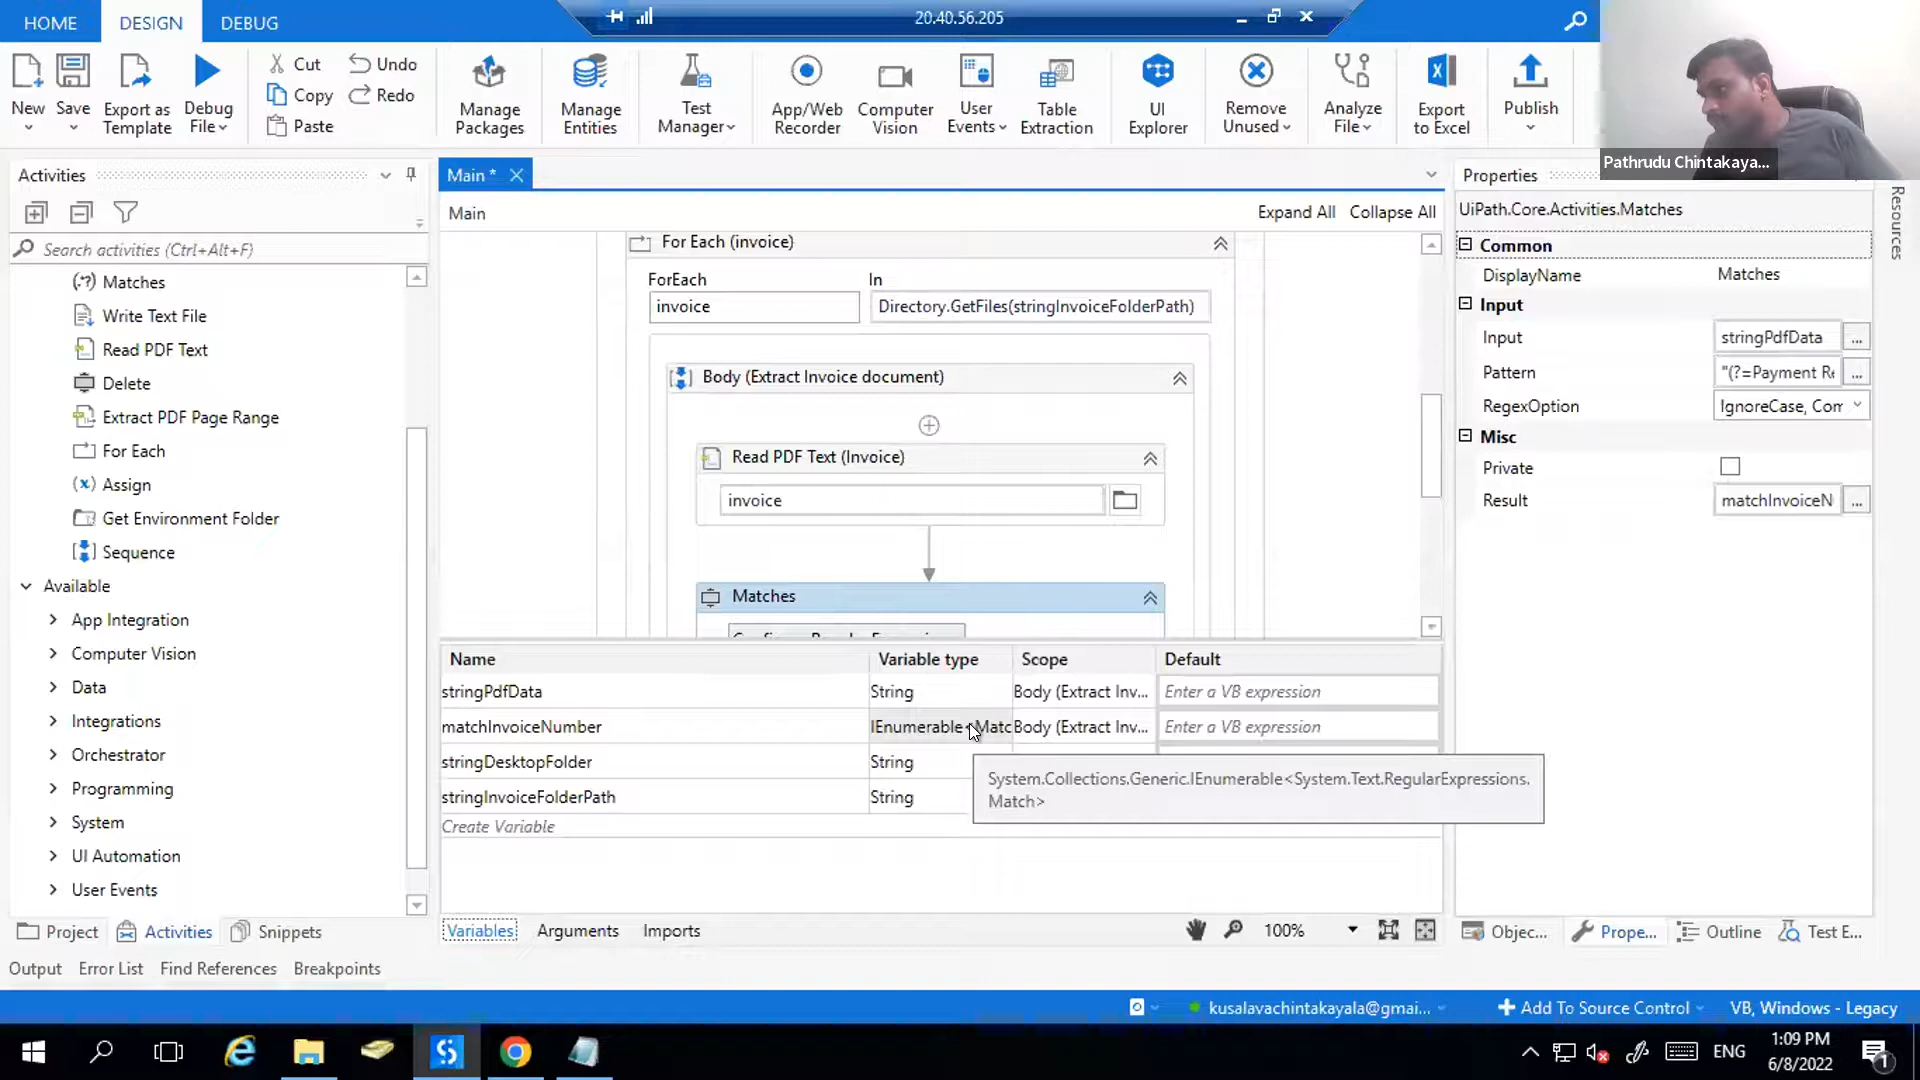 HOME
DESIGN
DEBUG
20.40.56.205
New
Save
Export as
Template
Debug
File
Cut
Copy
Paste
Undo
Redo
Manage
Packages
Manage
Entities
Test
Manager
App/Web
Recorder
Computer
Vision
User
Events
Table
Extraction
UI
Explorer
Remove
Unused
Analyze
File
Export
to Excel
Publish
Pathrudu Chintakaya...
Activities
Search activities (Ctrl+Alt+F)
Matches
Write Text File
Read PDF Text
Delete
Extract PDF Page Range
For Each
Assign
Get Environment Folder
Sequence
Available
App Integration
Computer Vision
Data
Integrations
Orchestrator
Programming
System
UI Automation
User Events
Project
Activities
Snippets
Main *
Main
Expand All
Collapse All
For Each (invoice)
ForEach
In
invoice
Directory.GetFiles(stringInvoiceFolderPath)
Body (Extract Invoice document)
Read PDF Text (Invoice)
invoice
Matches
Name
Variable type
Scope
Default
stringPdfData
String
Body (Extract Inv...
Enter a VB expression
matchInvoiceNumber
IEnumerable<Matc
Body (Extract Inv...
Enter a VB expression
stringDesktopFolder
String
stringInvoiceFolderPath
String
Create Variable
System.Collections.Generic.IEnumerable<System.Text.RegularExpressions.
Match>
Variables
Arguments
Imports
100%
Properties
UiPath.Core.Activities.Matches
Common
DisplayName
Matches
Input
Input
stringPdfData
...
Pattern
"(?=Payment Re
...
RegexOption
IgnoreCase, Com
Misc
Private
Result
matchInvoiceN
...
Resources
Objec...
Prope...
Outline
Test E...
Output
Error List
Find References
Breakpoints
kusalavachintakayala@gmai...
Add To Source Control
VB, Windows - Legacy
ENG
1:09 PM
6/8/2022
1